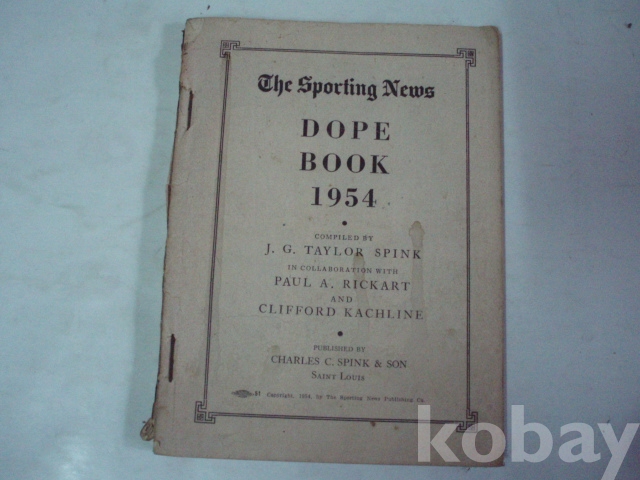 The Sporting News
DOPE
BOOK
1954
•
COMPILED BY
J. G. TAYLOR SPINK
IN COLLABORATION WITH
PAUL A. RICKART
AND
CLIFFORD KACHLINE
•
PUBLISHED BY
CHARLES C. SPINK & SON
SAINT LOUIS
Copyright, 1954, by The Sporting News Publishing Co.
kobay